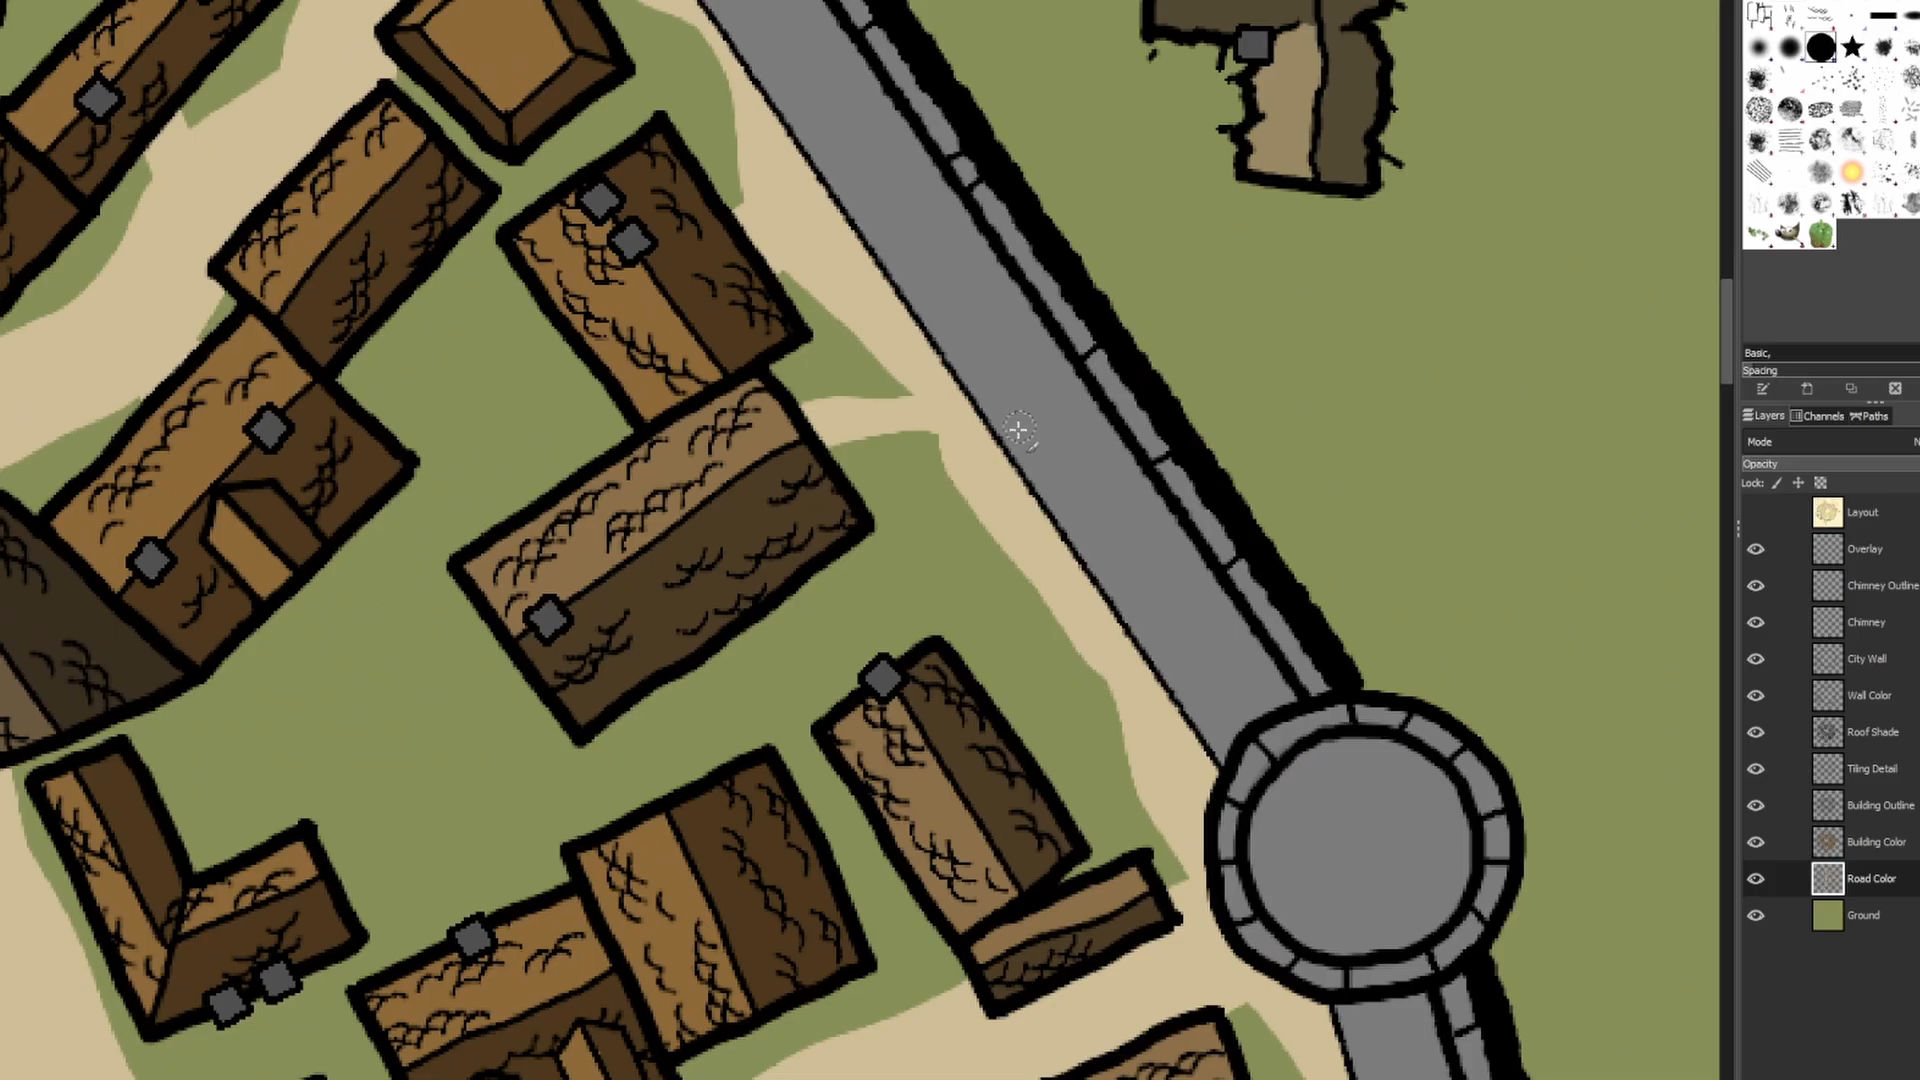 Basic,
Spacing
Layers Channels Paths
Mode N
Opacity
Lock:
Layout
Overlay
Chimney Outline
Chimney
City Wall
Wall Color
Roof Shade
Tiling Detail
Building Outline
Building Color
Road Color
Ground